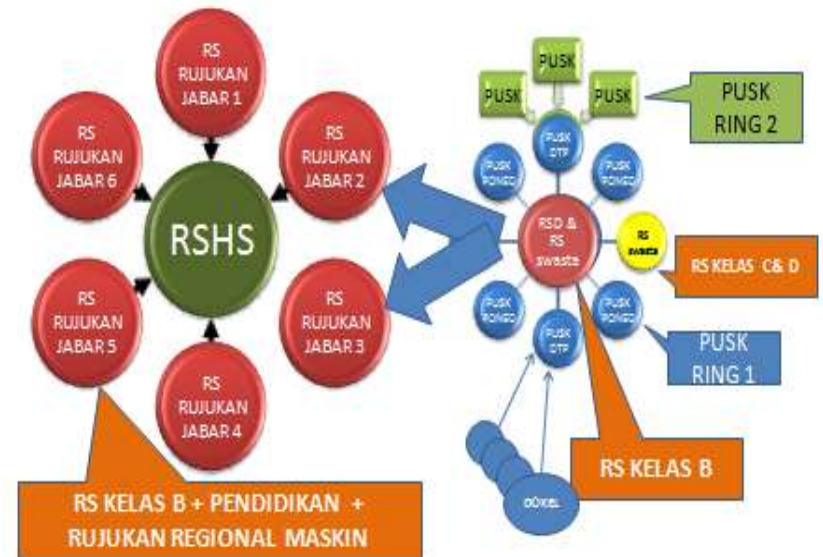 RS
RUJUKAN
JABAR 1
RS
RUJUKAN
JABAR 2
RS
RUJUKAN
JABAR 3
RS
RUJUKAN
JABAR 4
RS
RUJUKAN
JABAR 5
RS
RUJUKAN
JABAR 6
RSHS
RS KELAS B + PENDIDIKAN +
RUJUKAN REGIONAL MASKIN
PUSK
PUSK
PUSK
PUSK
RING 2
PUSK
DTP
PUSK
PONED
PUSK
PONED
RSD &
RS
swasta
RS
swasta
RS KELAS C& D
PUSK
PONED
PUSK
PONED
PUSK
DTP
PUSK
RING 1
RS KELAS B